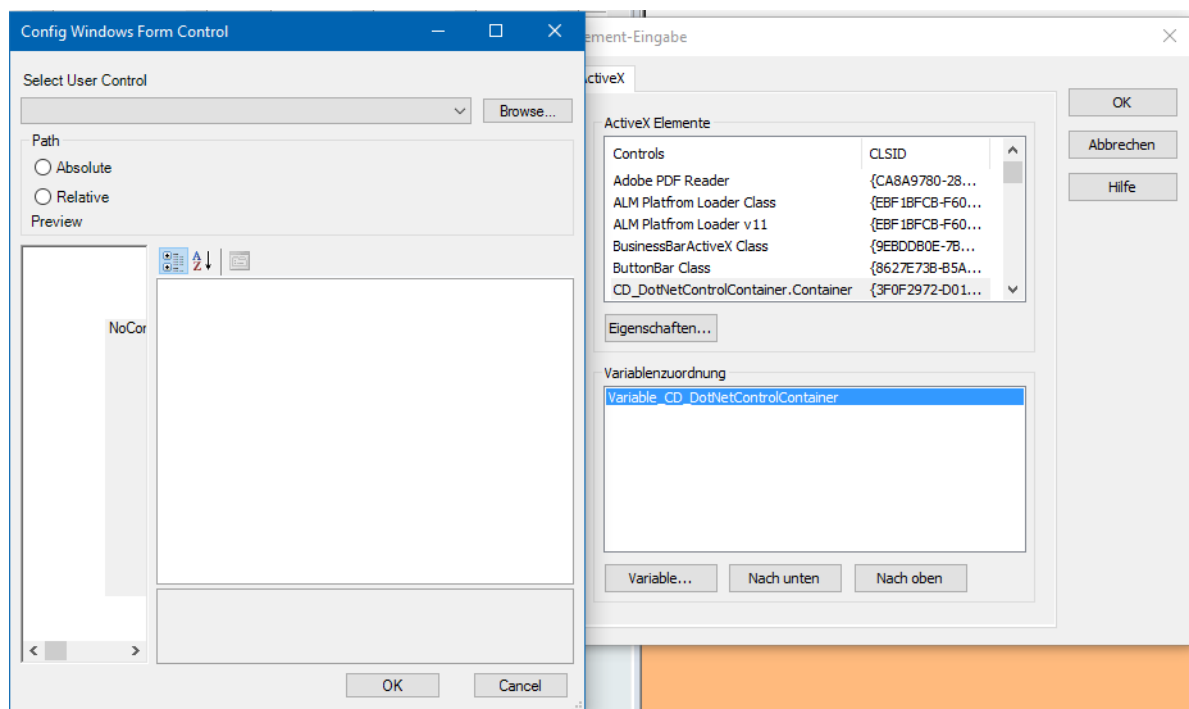 Config Windows Form Control
Select User Control
Browse...
Path
Absolute
Relative
Preview
NoCor
OK
Cancel
ement-Eingabe
ActiveX
ActiveX Elemente
Controls CLSID
Adobe PDF Reader {CA8A9780-28...
ALM Platfrom Loader Class {EBF1BFCB-F60...
ALM Platfrom Loader v11 {EBF1BFCB-F60...
BusinessBarActiveX Class {9EBDDB0E-7B...
ButtonBar Class {8627E73B-B5A...
CD_DotNetControlContainer.Container {3F0F2972-D01...
Eigenschaften...
Variablenzuordnung
Variable_CD_DotNetControlContainer
Variable... Nach unten Nach oben
OK
Abbrechen
Hilfe